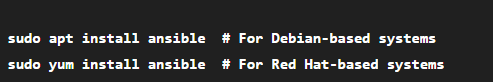 sudo apt install ansible  # For Debian-based systems
sudo yum install ansible  # For Red Hat-based systems